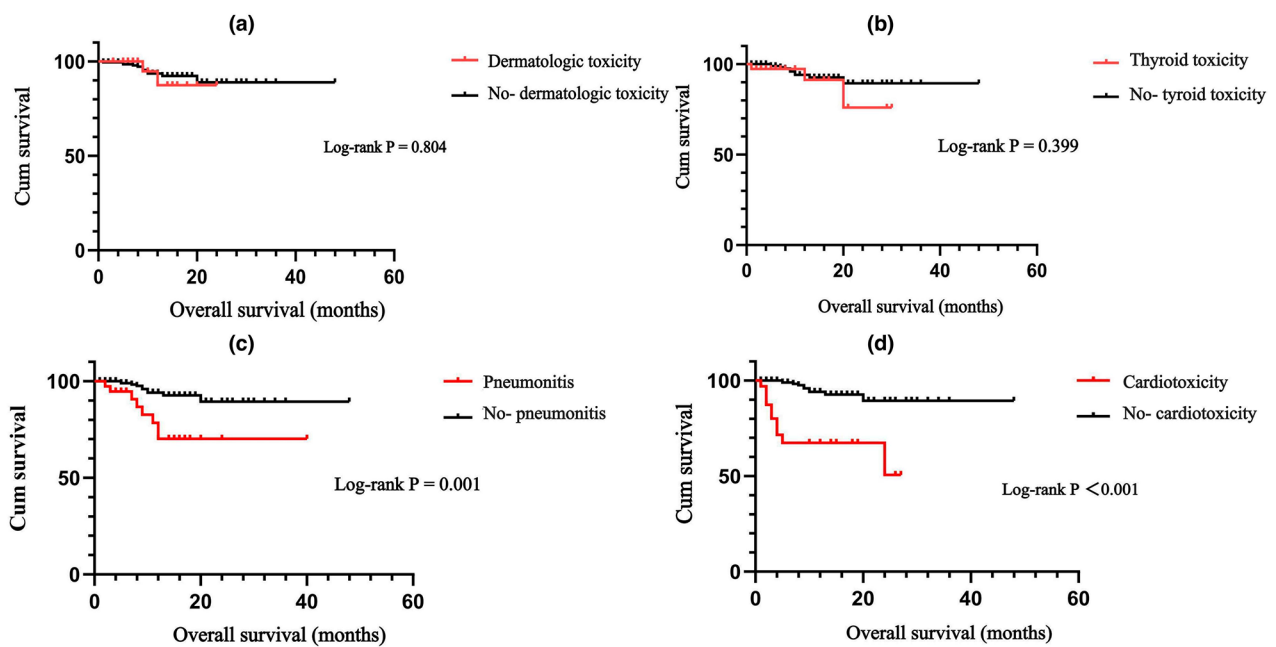 (a)
100
50
0
0 20 40 60
Cum survival
Overall survival (months)
Dermatologic toxicity
No- dermatologic toxicity
Log-rank P = 0.804
(b)
100
50
0
0 20 40 60
Cum survival
Overall survival (months)
Thyroid toxicity
No- tyroid toxicity
Log-rank P = 0.399
(c)
100
50
0
0 20 40 60
Cum survival
Overall survival (months)
Pneumonitis
No- pneumonitis
Log-rank P = 0.001
(d)
100
50
0
0 20 40 60
Cum survival
Overall survival (months)
Cardiotoxicity
No- cardiotoxicity
Log-rank P <0.001